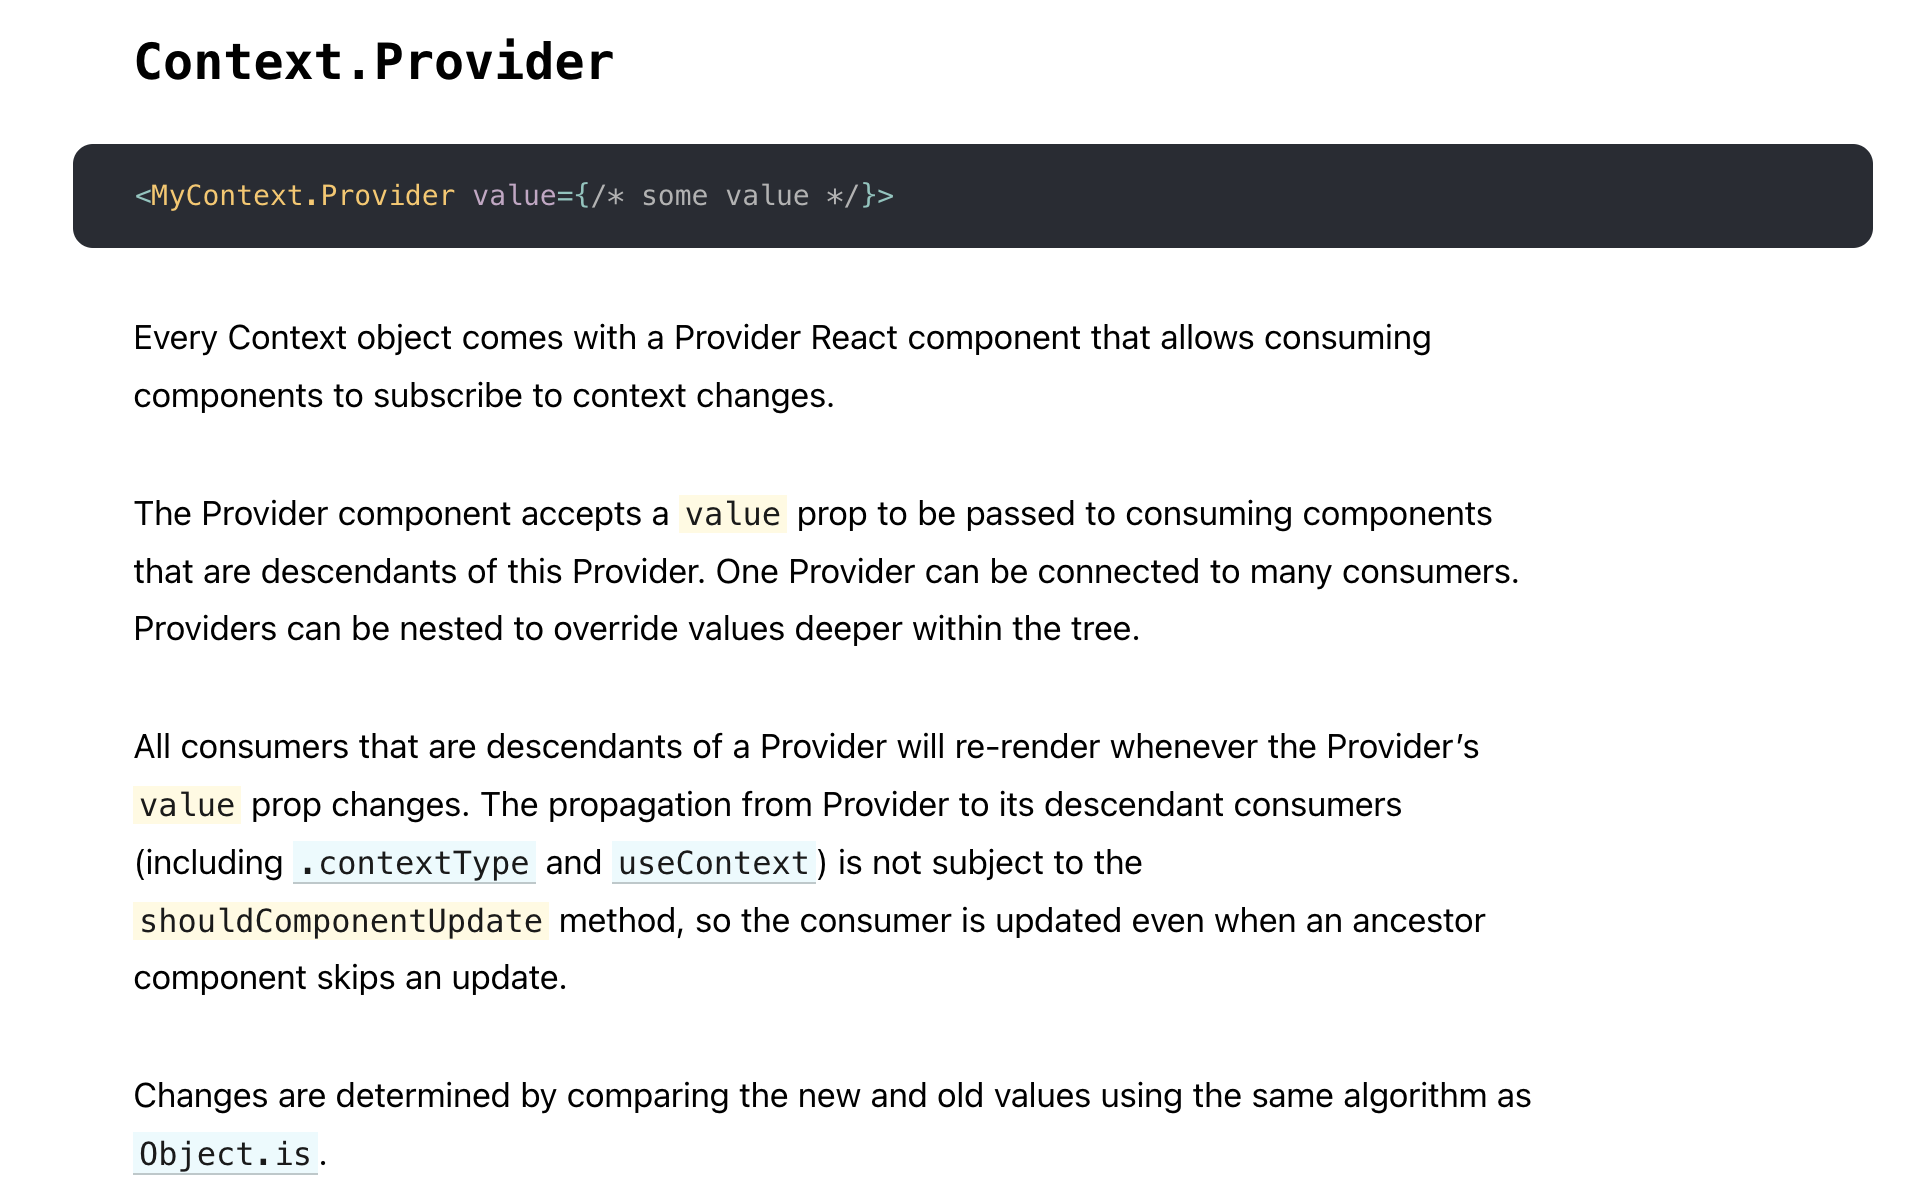 Context.Provider
<MyContext.Provider value={/* some value */}>
Every Context object comes with a Provider React component that allows consuming
components to subscribe to context changes.
The Provider component accepts a value prop to be passed to consuming components
that are descendants of this Provider. One Provider can be connected to many consumers.
Providers can be nested to override values deeper within the tree.
All consumers that are descendants of a Provider will re-render whenever the Provider’s
value prop changes. The propagation from Provider to its descendant consumers
(including .contextType and useContext) is not subject to the
shouldComponentUpdate method, so the consumer is updated even when an ancestor
component skips an update.
Changes are determined by comparing the new and old values using the same algorithm as
Object.is.